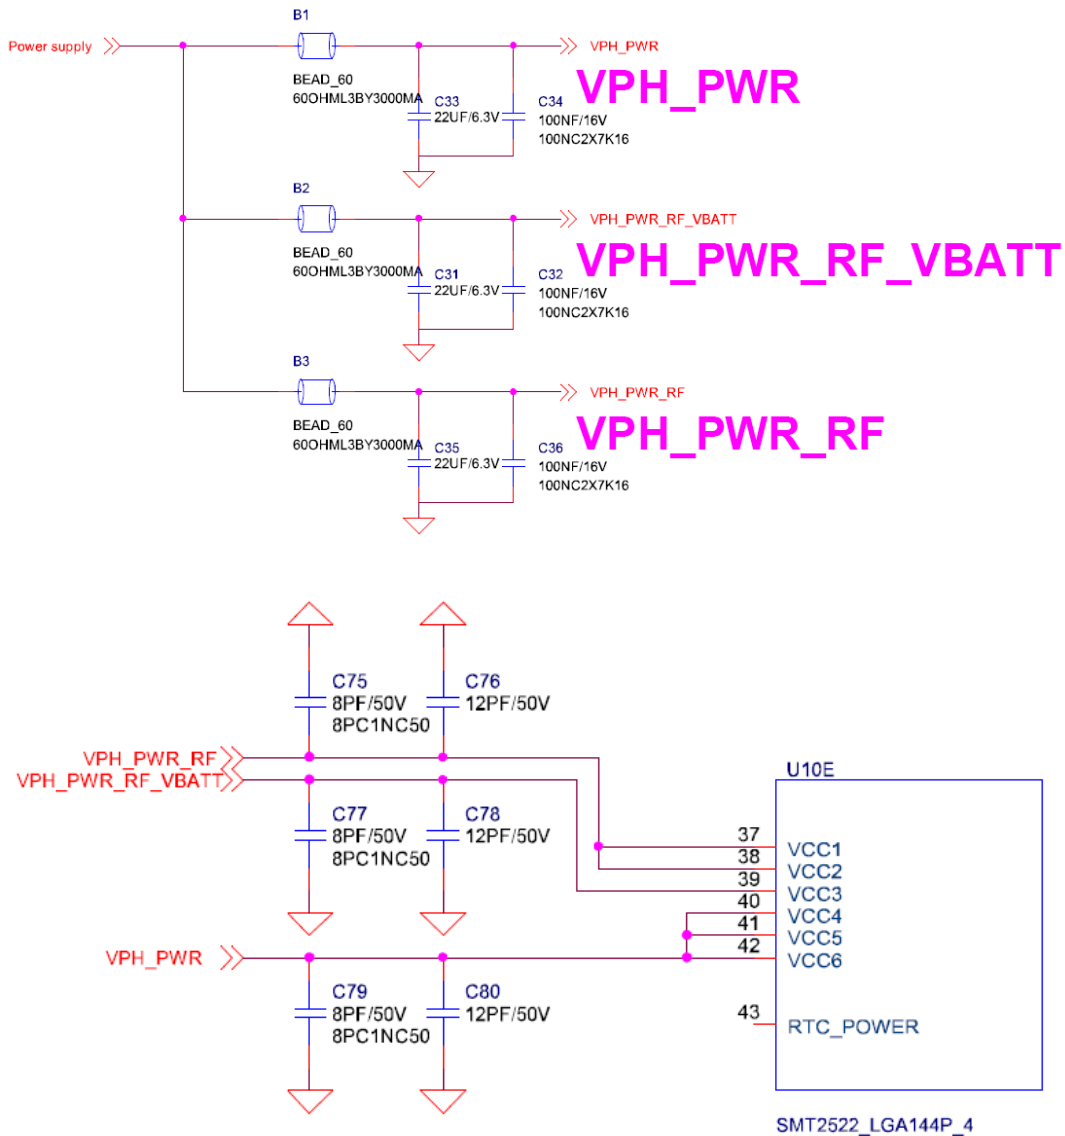 B1
Power supply
VPH_PWR
BEAD_60
60OHML3BY3000MA
C33
22UF/6.3V
C34
100NF/16V
100NC2X7K16
VPH_PWR
B2
VPH_PWR_RF_VBATT
BEAD_60
60OHML3BY3000MA
C31
22UF/6.3V
C32
100NF/16V
100NC2X7K16
VPH_PWR_RF_VBATT
B3
VPH_PWR_RF
BEAD_60
60OHML3BY3000MA
C35
22UF/6.3V
C36
100NF/16V
100NC2X7K16
VPH_PWR_RF
C75
8PF/50V
8PC1NC50
C76
12PF/50V
VPH_PWR_RF
VPH_PWR_RF_VBATT
C77
8PF/50V
8PC1NC50
C78
12PF/50V
VPH_PWR
C79
8PF/50V
8PC1NC50
C80
12PF/50V
U10E
37 VCC1
38 VCC2
39 VCC3
40 VCC4
41 VCC5
42 VCC6
43 RTC_POWER
SMT2522_LGA144P_4